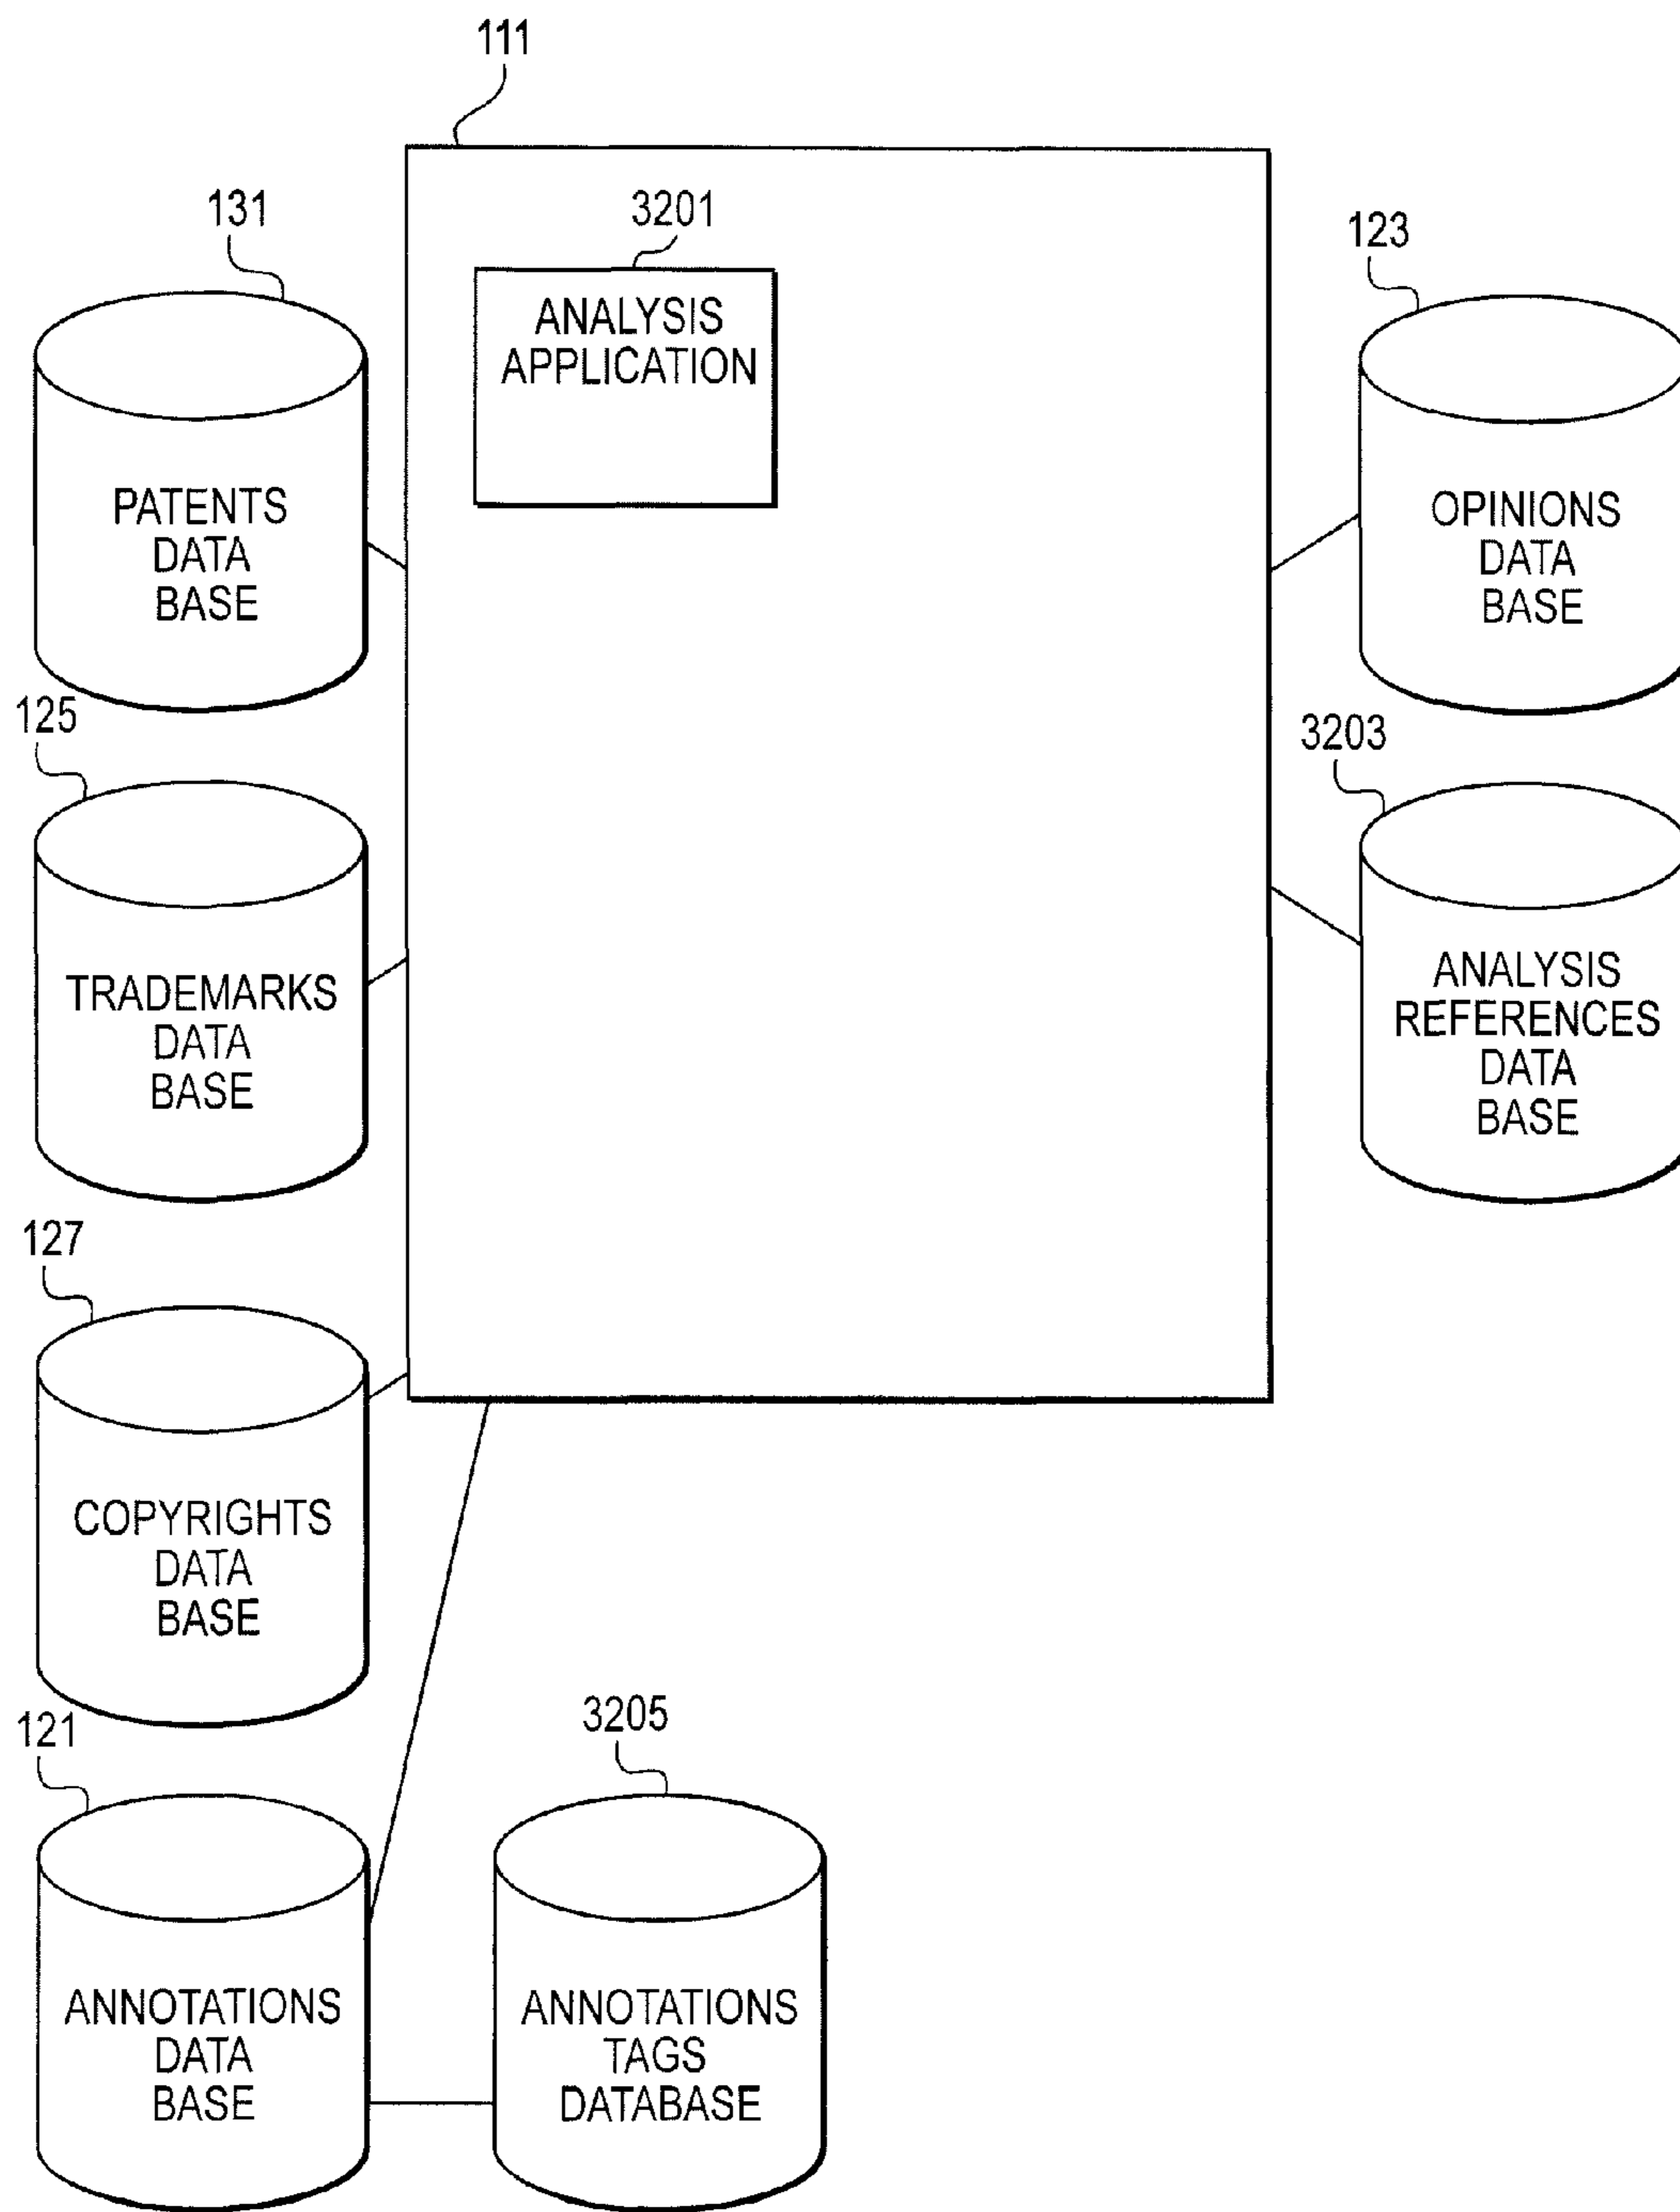 111
131
3201
123
ANALYSIS
APPLICATION
PATENTS
DATA
BASE
OPINIONS
DATA
BASE
125
3203
TRADEMARKS
DATA
BASE
ANALYSIS
REFERENCES
DATA
BASE
127
COPYRIGHTS
DATA
BASE
121
3205
ANNOTATIONS
DATA
BASE
ANNOTATIONS
TAGS
DATABASE